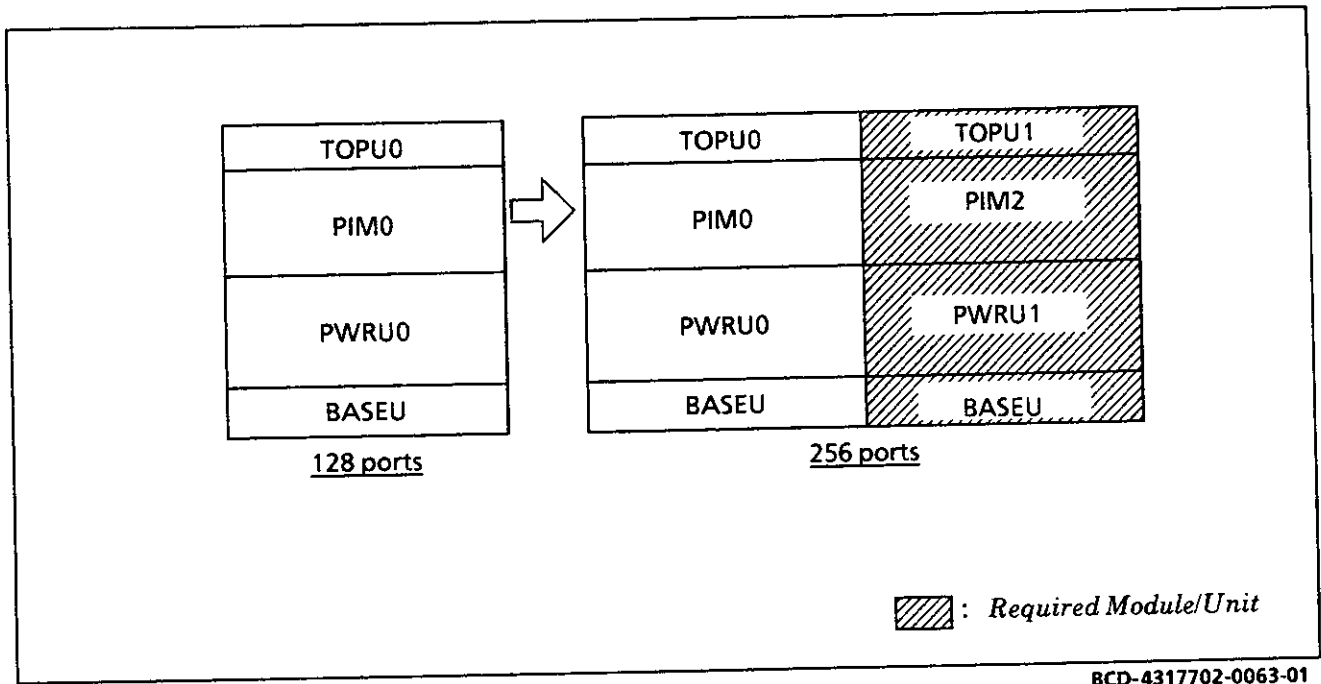 TOPU0
PIM0
PWRU0
BASEU
128 ports
TOPU0
TOPU1
PIM0
PIM2
PWRU0
PWRU1
BASEU
BASEU
256 ports
: Required Module/Unit
BCD-4317702-0063-01